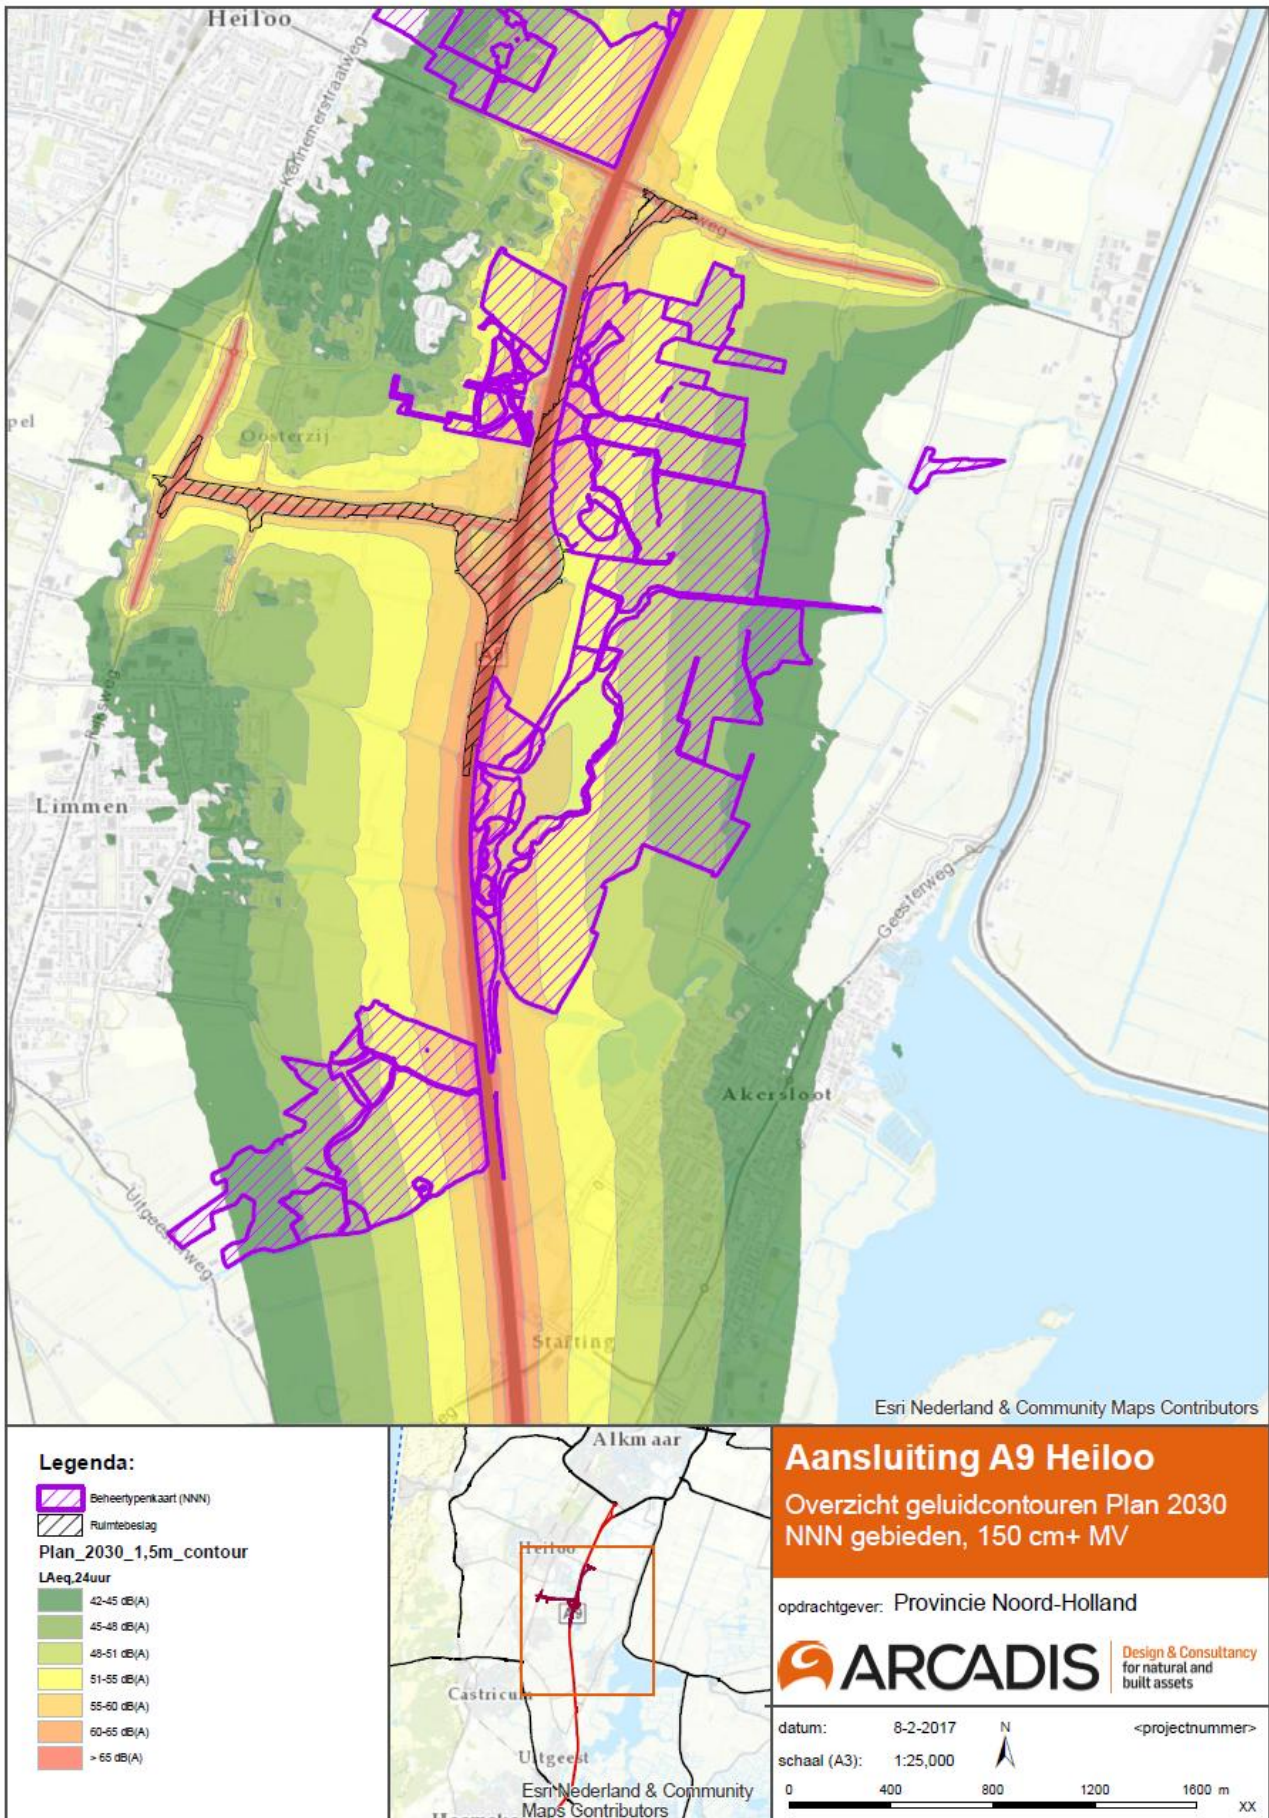 Heiloo
Kennemerstraatweg
weg
pel
Oosterzij
A9
Rijksweg
Limmen
Geesterweg
Akersloot
Uitgeesterweg
Starting
eg
Esri Nederland & Community Maps Contributors
Legenda:
Beheertypenkaart (NNN)
Ruimtebeslag
Plan_2030_1,5m_contour
LAeq,24uur
42-45 dB(A)
45-48 dB(A)
48-51 dB(A)
51-55 dB(A)
55-60 dB(A)
60-65 dB(A)
> 65 dB(A)
Alkmaar
Heiloo
A9
Castricum
Uitgeest
Esri Nederland & Community
Maps Contributors
Aansluiting A9 Heiloo
Overzicht geluidcontouren Plan 2030
NNN gebieden, 150 cm+ MV
opdrachtgever: Provincie Noord-Holland
ARCADIS
Design & Consultancy
for natural and
built assets
datum: 8-2-2017 N <projectnummer>
schaal (A3): 1:25,000
0 400 800 1200 1600 m
XX